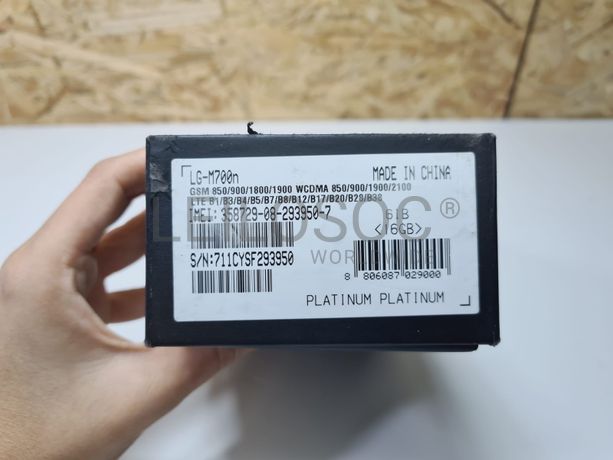 LG-M700n
MADE IN CHINA
GSM 850/900/1800/1900 WCDMA 850/900/1900/2100
LTE B1/B3/B4/B5/B7/B8/B12/B17/B20/B28/B38
IMEI: 358729-08-293950-7
S/N:711CYSF293950
8 806087 029000
PLATINUM PLATINUM